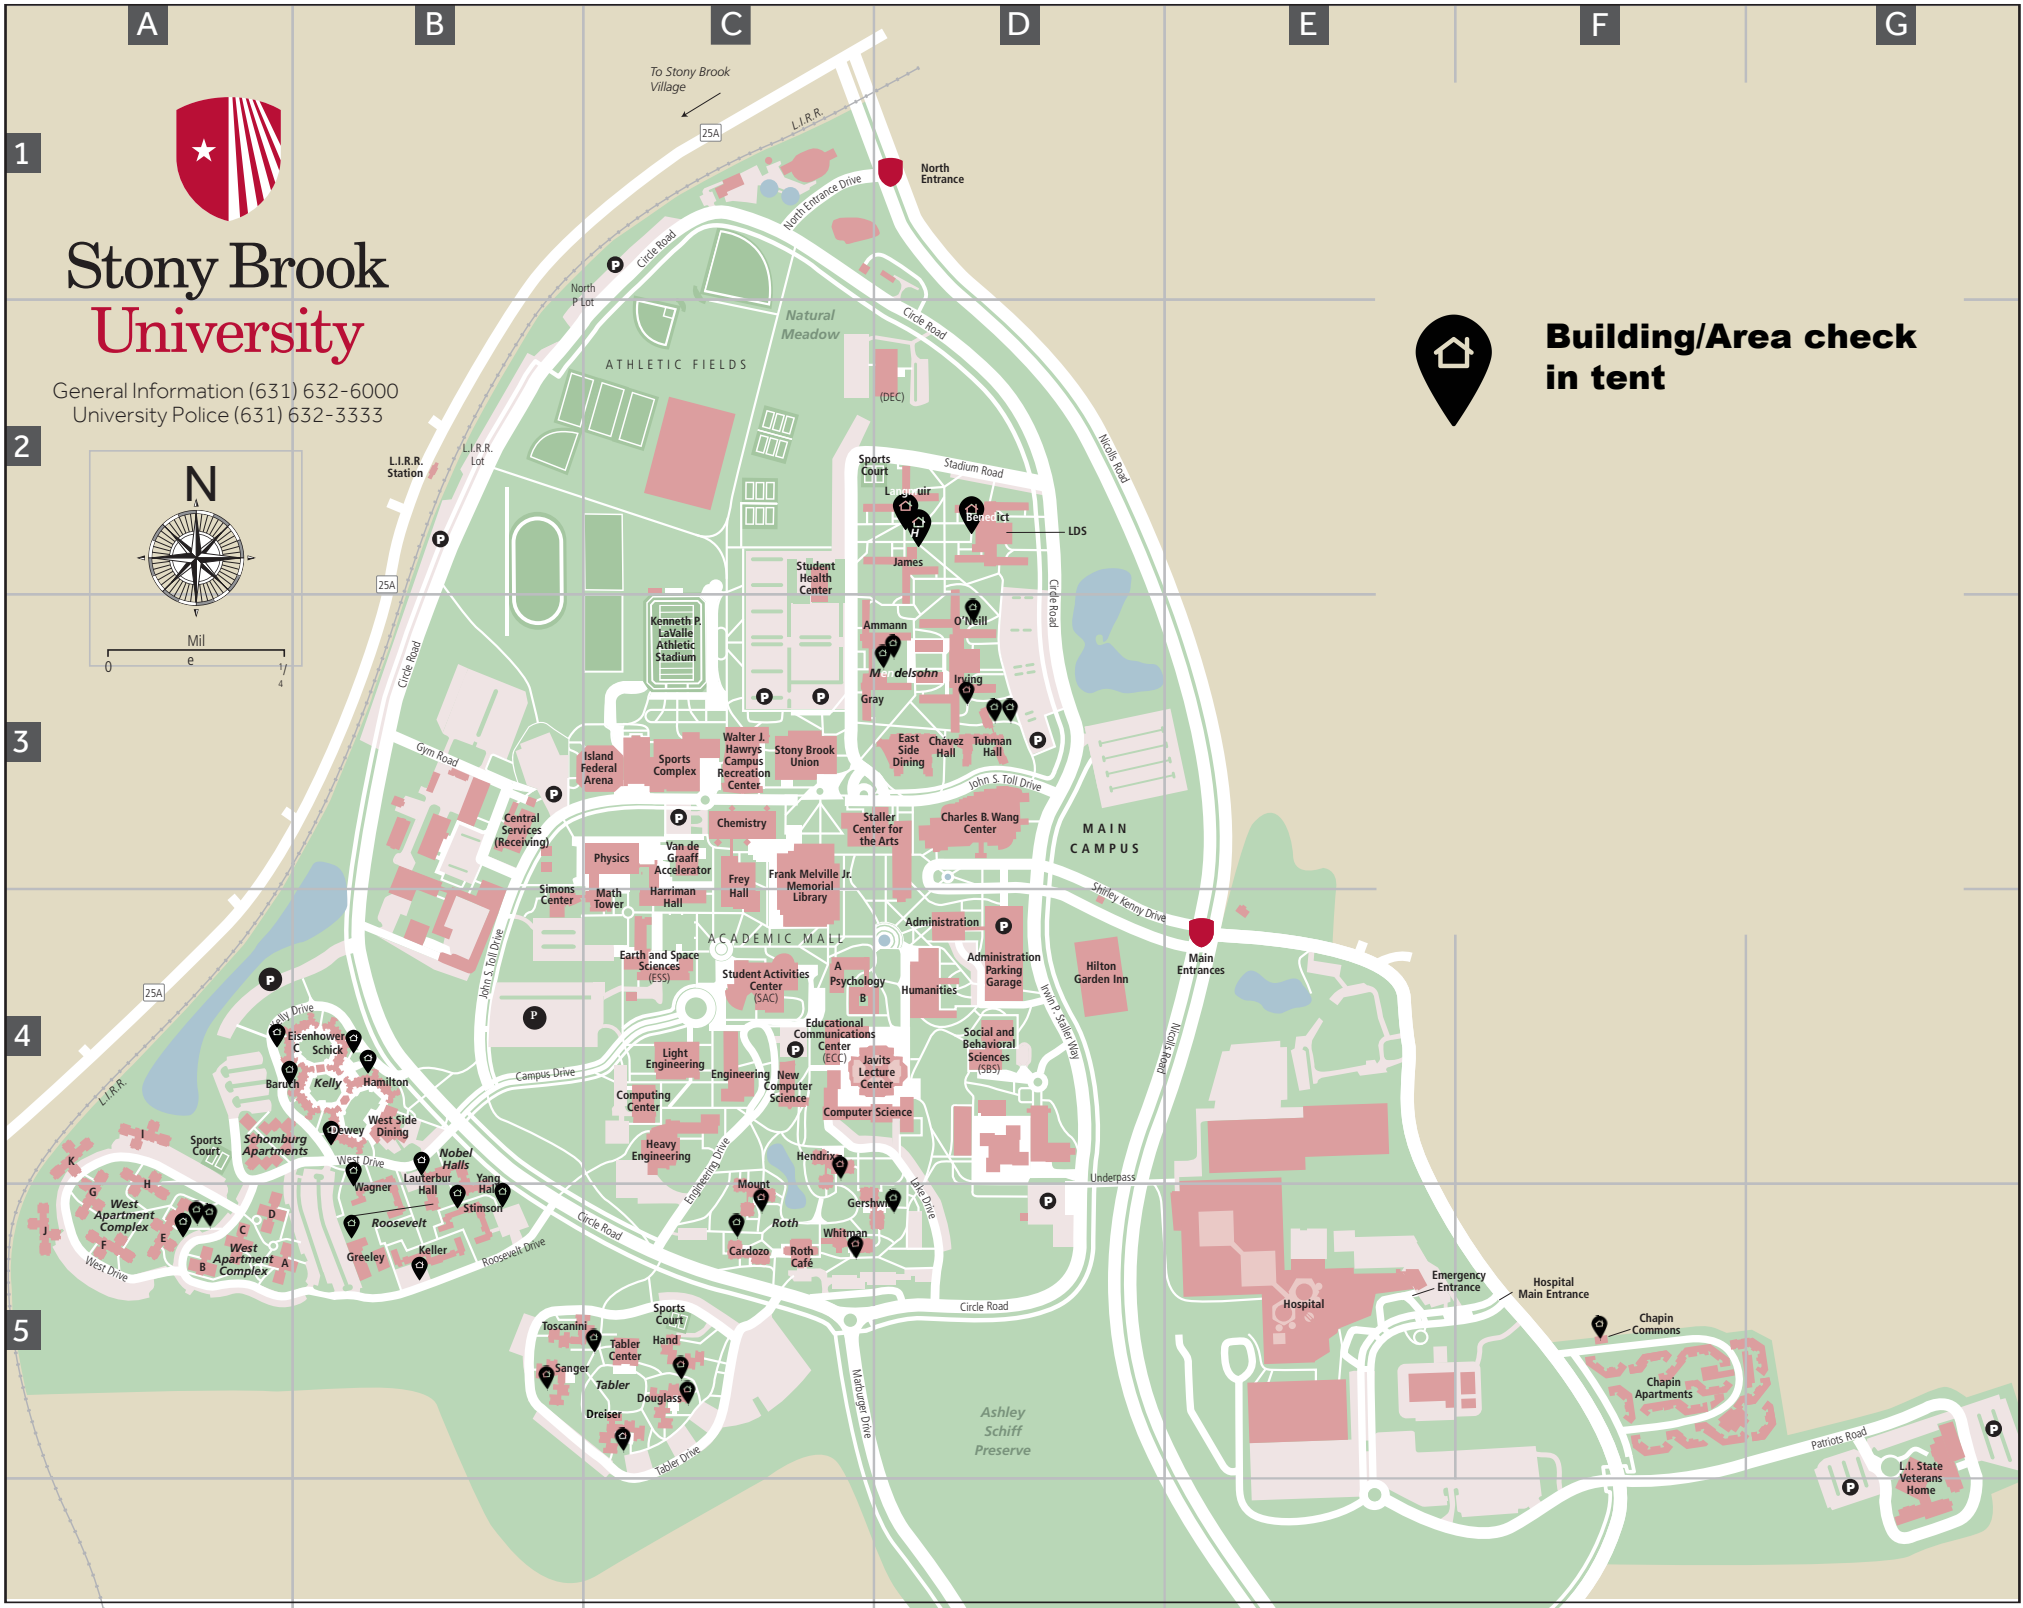 A
B
C
D
E
F
G
1
2
3
4
5
Stony Brook
University
General Information (631) 632-6000
University Police (631) 632-3333
N
Mil
e
0
1/
4
Building/Area check
in tent
To Stony Brook
Village
25A
L.I.R.R.
North
Entrance
North Entrance Drive
Circle Road
P
North
P Lot
Natural
Meadow
Circle Road
ATHLETIC FIELDS
(DEC)
L.I.R.R.
Station
L.I.R.R.
Lot
P
25A
Circle Road
Nicolls Road
Sports
Court
Stadium Road
Langmuir
H
Benedict
LDS
James
Student
Health
Center
Circle Road
Kenneth P.
LaValle
Athletic
Stadium
Ammann
O'Neill
Mendelsohn
Irving
Gray
P
P
P
Gym Road
Island
Federal
Arena
Sports
Complex
Walter J.
Hawrys
Campus
Recreation
Center
Stony Brook
Union
East
Side
Dining
Chávez
Hall
Tubman
Hall
John S. Toll Drive
P
P
Central
Services
(Receiving)
Chemistry
Staller
Center for
the Arts
Charles B. Wang
Center
MAIN
CAMPUS
Physics
Van de
Graaff
Accelerator
Frey
Hall
Frank Melville Jr.
Memorial
Library
Simons
Center
Math
Tower
Harriman
Hall
Shirley Kenny Drive
Administration
P
ACADEMIC MALL
John S. Toll Drive
Earth and Space
Sciences
(ESS)
Student Activities
Center
(SAC)
A
Psychology
B
Humanities
Administration
Parking
Garage
Hilton
Garden Inn
Main
Entrances
P
25A
P
Kelly Drive
Eisenhower
C
Schick
Baruch
Kelly
Hamilton
Dewey
West Side
Dining
Campus Drive
Light
Engineering
Engineering
P
New
Computer
Science
Educational
Communications
Center
(ECC)
Javits
Lecture
Center
Social and
Behavioral
Sciences
(SBS)
Irwin P. Staller Way
Nicolls Road
Computing
Center
Computer Science
Heavy
Engineering
Engineering Drive
L.I.R.R.
Sports
Court
Schomburg
Apartments
West Drive
Nobel
Halls
Wagner
Lauterbur
Hall
Yang
Hall
Stimson
Roosevelt
Greeley
Keller
Roosevelt Drive
Circle Road
I
K
H
G
J
F
E
D
C
B
A
West
Apartment
Complex
West
Apartment
Complex
West Drive
Hendrix
Mount
Gershwin
Roth
Whitman
Cardozo
Roth
Café
Lake Drive
P
Underpass
Circle Road
Toscanini
Sports
Court
Tabler
Center
Hand
Sanger
Tabler
Douglass
Dreiser
Tabler Drive
Marburger Drive
Ashley
Schiff
Preserve
Hospital
Emergency
Entrance
Hospital
Main Entrance
Chapin
Commons
Chapin
Apartments
Patriots Road
P
P
L.I. State
Veterans
Home